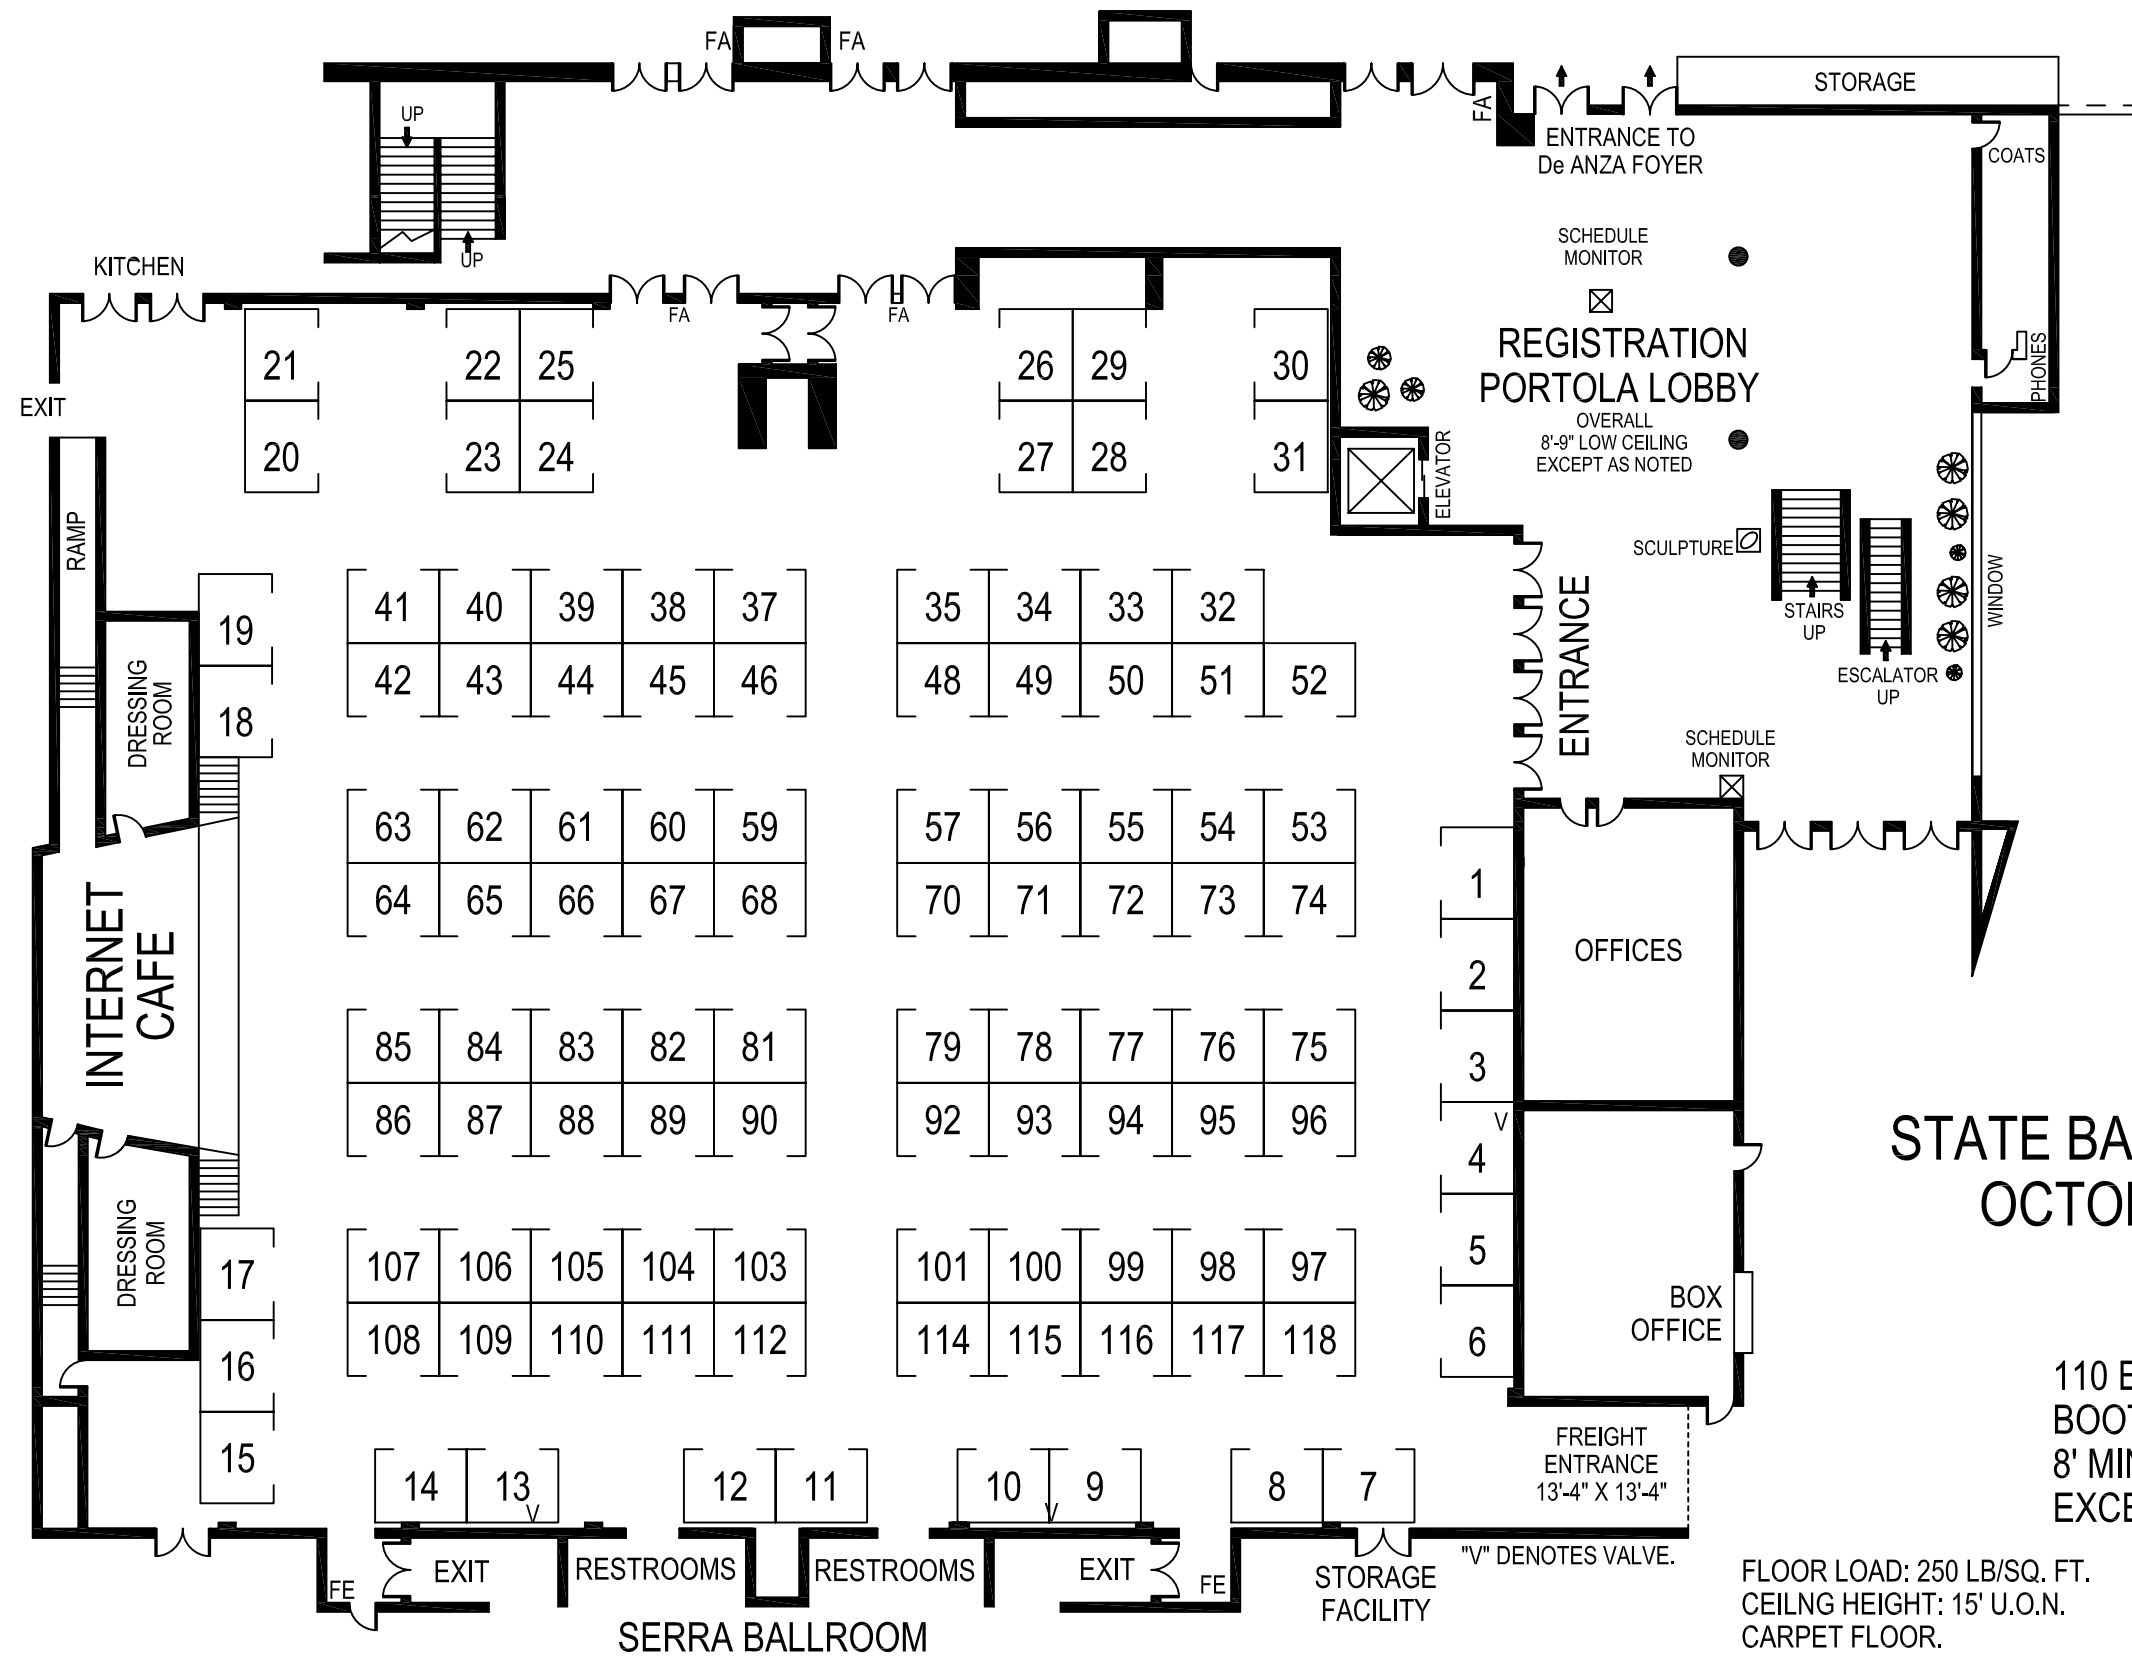 FA
FA
STORAGE
UP
FA
ENTRANCE TO
De ANZA FOYER
COATS
SCHEDULE
MONITOR
UP
KITCHEN
FA
FA
REGISTRATION
PORTOLA LOBBY
OVERALL
8'-9" LOW CEILING
EXCEPT AS NOTED
PHONES
EXIT
21
22 25
26 29
30
20
23 24
27 28
31
ELEVATOR
RAMP
SCULPTURE
WINDOW
STAIRS
UP
ESCALATOR
UP
ENTRANCE
SCHEDULE
MONITOR
DRESSING
ROOM
19
18
41 40 39 38 37
35 34 33 32
42 43 44 45 46
48 49 50 51 52
63 62 61 60 59
57 56 55 54 53
64 65 66 67 68
70 71 72 73 74
INTERNET
CAFE
1
2
3
V
4
5
6
OFFICES
85 84 83 82 81
79 78 77 76 75
86 87 88 89 90
92 93 94 95 96
STATE BA
OCTO
DRESSING
ROOM
17
16
15
107 106 105 104 103
101 100 99 98 97
108 109 110 111 112
114 115 116 117 118
BOX
OFFICE
110
BOO
8' MI
EXCE
14 13
V
12 11
10 9
V
8 7
FREIGHT
ENTRANCE
13'-4" X 13'-4"
FE
EXIT
RESTROOMS
RESTROOMS
EXIT
FE
STORAGE
FACILITY
"V" DENOTES VALVE.
SERRA BALLROOM
FLOOR LOAD: 250 LB/SQ. FT.
CEILNG HEIGHT: 15' U.O.N.
CARPET FLOOR.